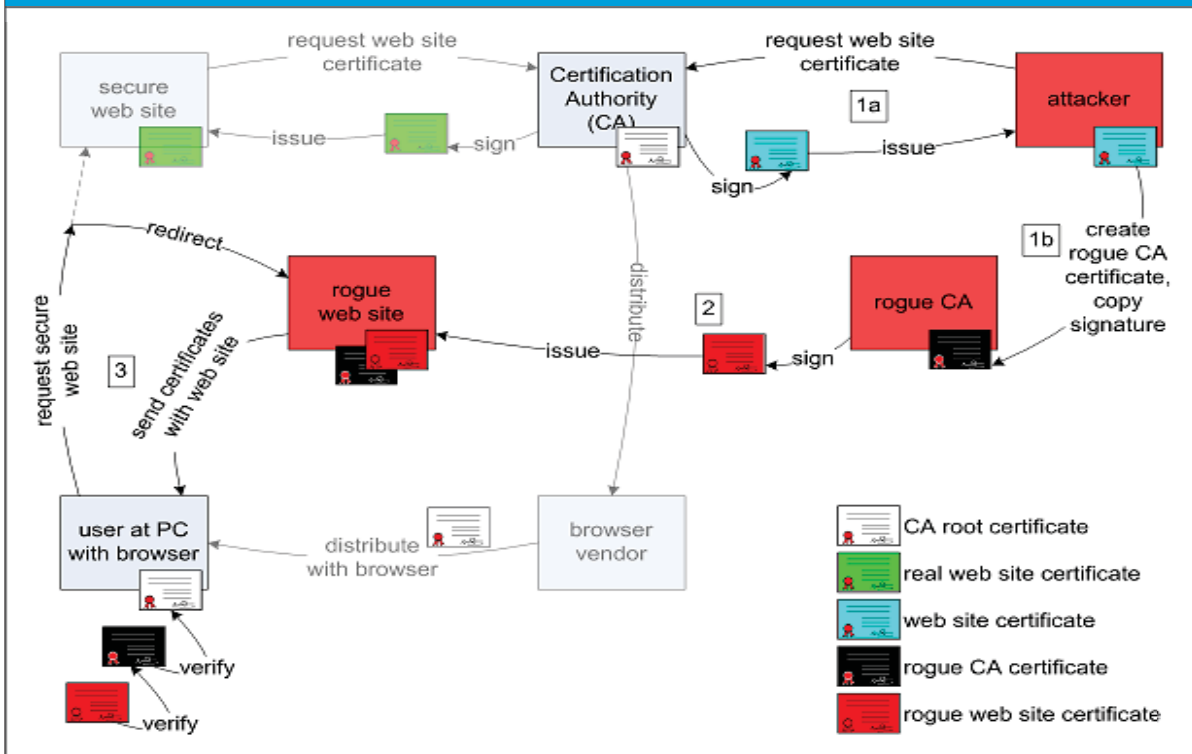 request web site
certificate
secure
web site
issue
sign
Certification
Authority
(CA)
sign
request web site
certificate
1a
issue
attacker
1b
create
rogue CA
certificate,
copy
signature
redirect
request secure
web site
3
send certificates
with web site
rogue
web site
issue
2
sign
rogue CA
distribute
user at PC
with browser
distribute
with browser
browser
vendor
verify
verify
CA root certificate
real web site certificate
web site certificate
rogue CA certificate
rogue web site certificate